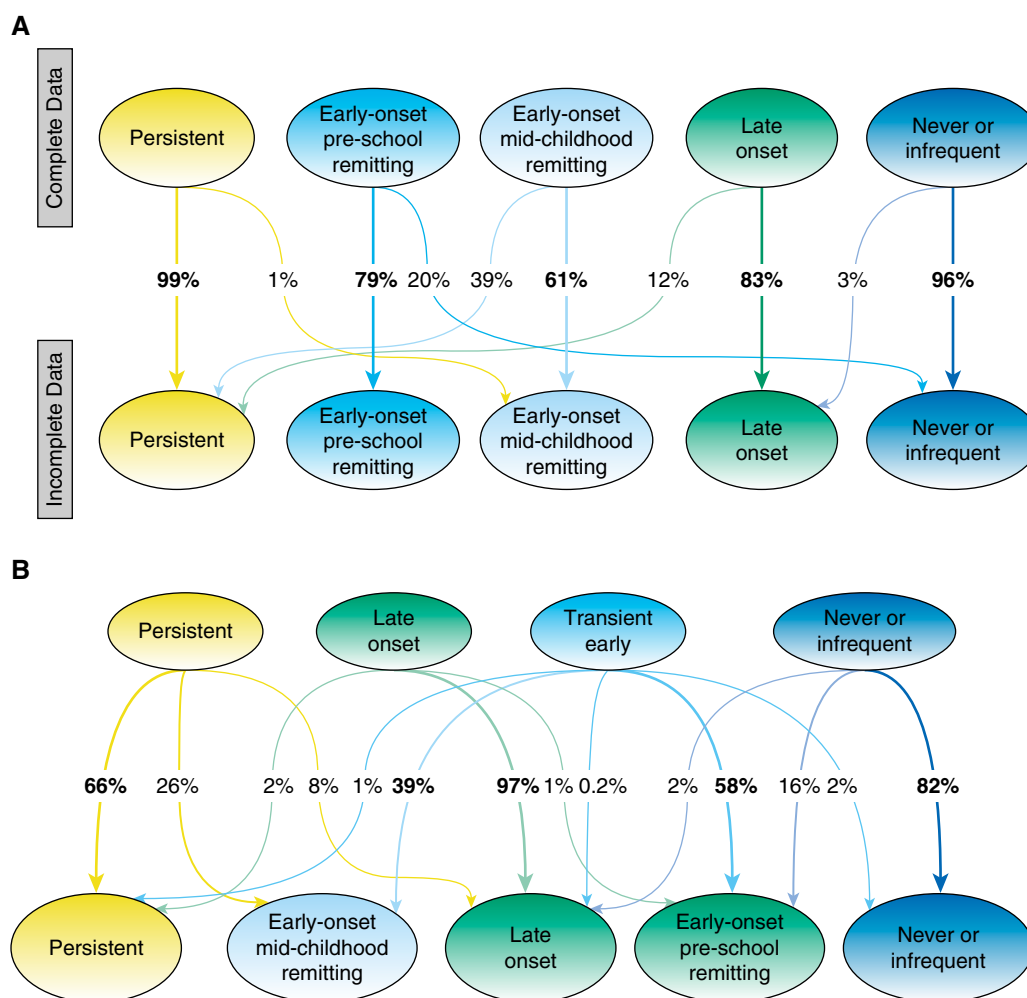 A
Complete Data
Persistent
Early-onset
pre-school
remitting
Early-onset
mid-childhood
remitting
Late
onset
Never or
infrequent
99%
1%
79%
20%
39%
61%
12%
83%
3%
96%
Incomplete Data
Persistent
Early-onset
pre-school
remitting
Early-onset
mid-childhood
remitting
Late
onset
Never or
infrequent
B
Persistent
Late
onset
Transient
early
Never or
infrequent
66%
26%
2%
8%
1%
39%
97%
1%
0.2%
2%
58%
16%
2%
82%
Persistent
Early-onset
mid-childhood
remitting
Late
onset
Early-onset
pre-school
remitting
Never or
infrequent